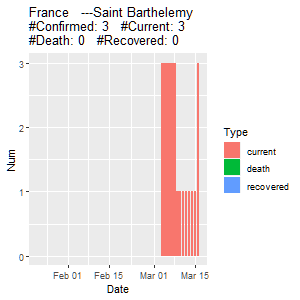 France   ---Saint Barthelemy
#Confirmed: 3   #Current: 3
#Death: 0   #Recovered: 0
Num
3
2
1
0
Feb 01
Feb 15
Mar 01
Mar 15
Date
Type
current
death
recovered